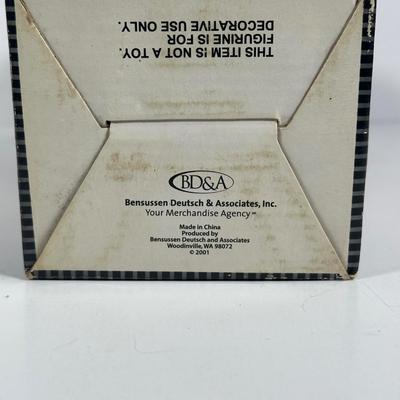 THIS ITEM IS NOT A TOY.
FIGURINE IS FOR
DECORATIVE USE ONLY.
BD&A
Bensussen Deutsch & Associates, Inc.
Your Merchandise Agency℠
Made in China
Produced by
Bensussen Deutsch and Associates
Woodinville, WA 98072
© 2001